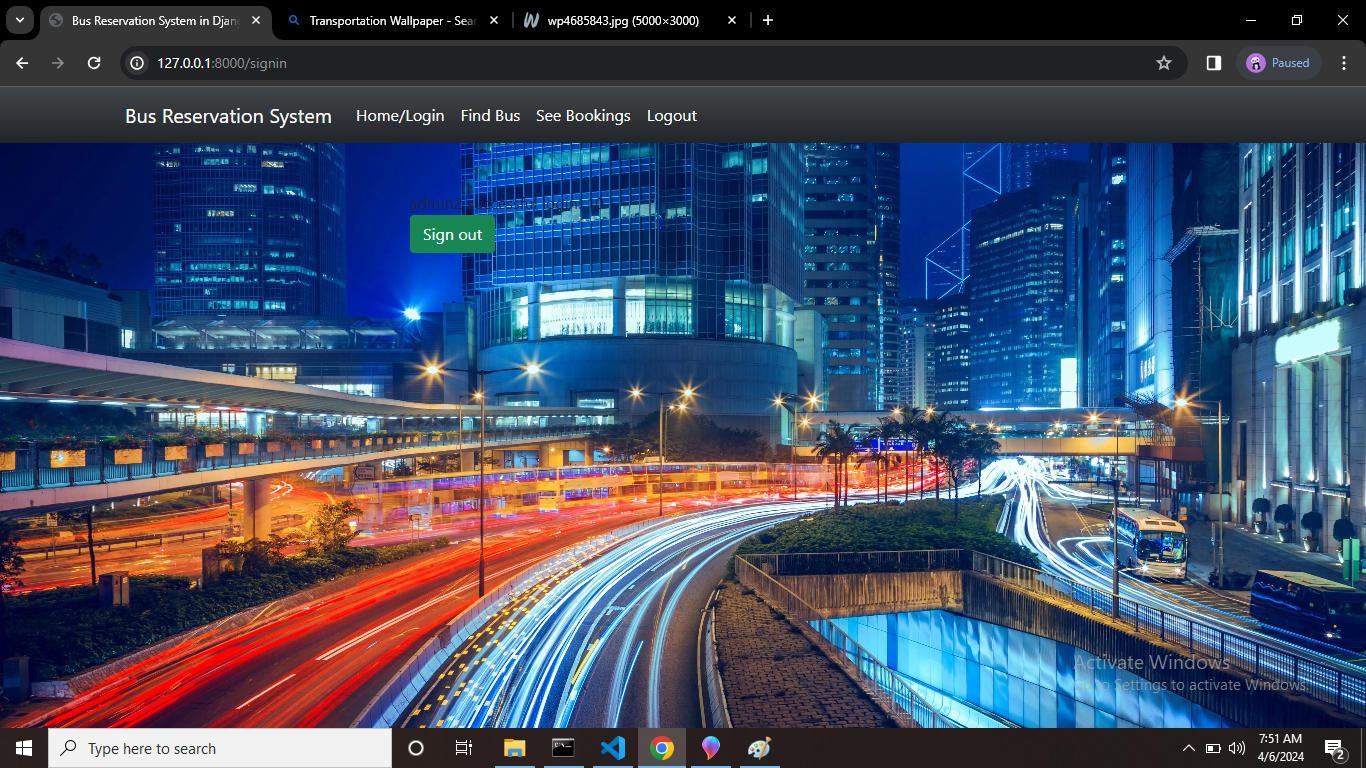 Bus Reservation System in Djan
Transportation Wallpaper - Sear
wp4685843.jpg (5000×3000)
127.0.0.1:8000/signin
Paused
Bus Reservation System
Home/Login
Find Bus
See Bookings
Logout
Sign out
Activate Windows
Go to Settings to activate Windows.
Type here to search
7:51 AM
4/6/2024
2